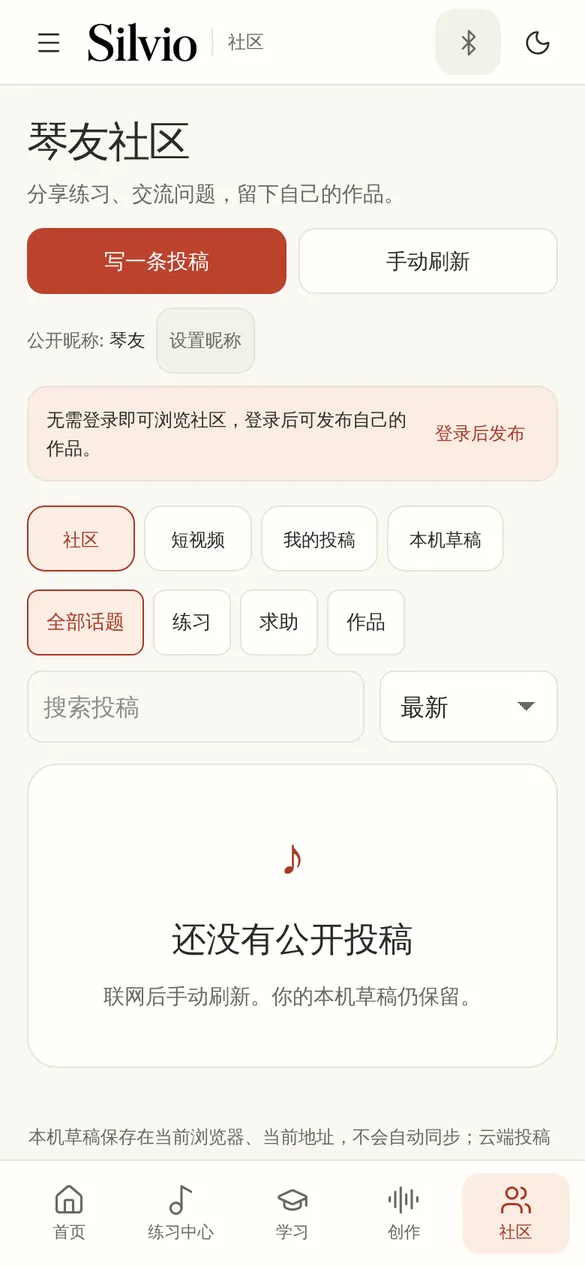 Silvio 社区
琴友社区
分享练习、交流问题，留下自己的作品。
写一条投稿 手动刷新
公开昵称: 琴友 设置昵称
无需登录即可浏览社区，登录后可发布自己的
作品。
登录后发布
社区 短视频 我的投稿 本机草稿
全部话题 练习 求助 作品
搜索投稿 最新
还没有公开投稿
联网后手动刷新。你的本机草稿仍保留。
本机草稿保存在当前浏览器、当前地址，不会自动同步；云端投稿
首页 练习中心 学习 创作 社区